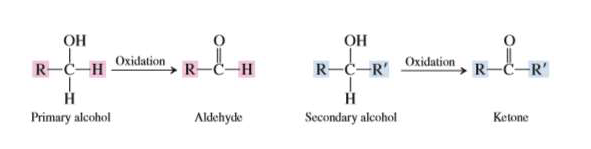 OH O OH O
R—C—H Oxidation R—C—H R—C—R′ Oxidation R—C—R′
H H
Primary alcohol Aldehyde Secondary alcohol Ketone